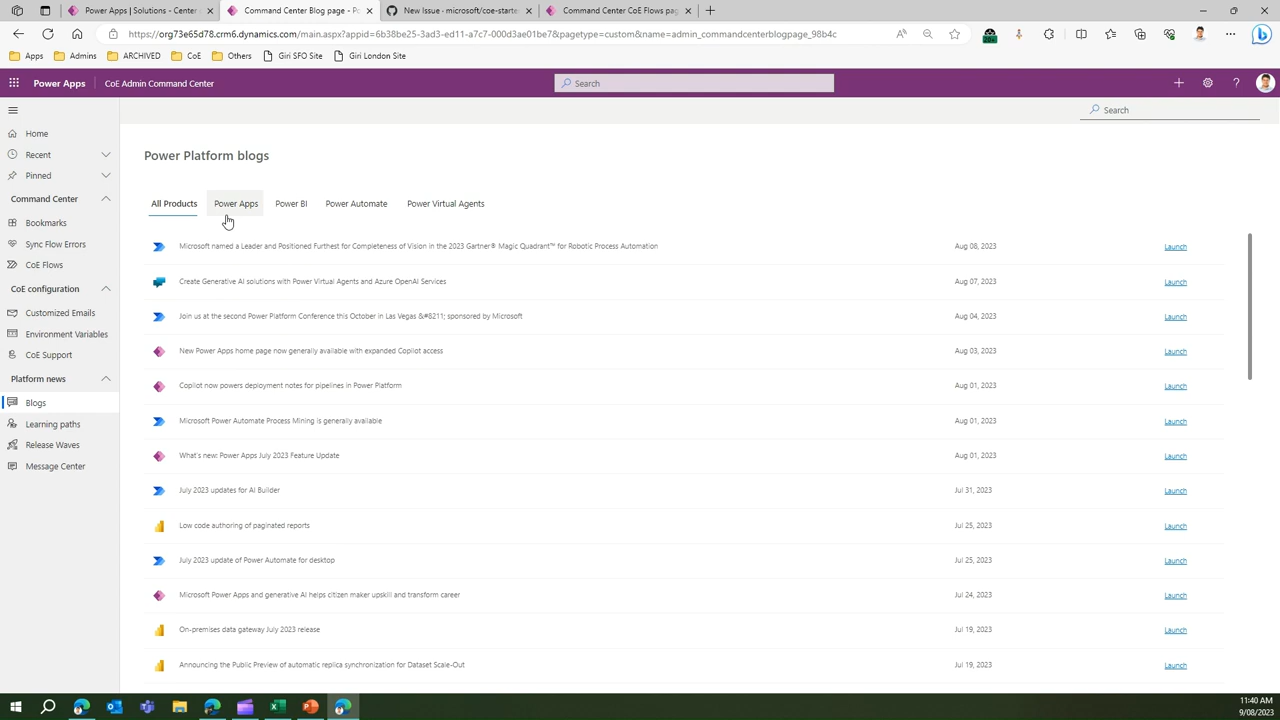 Power Apps | Solutions - Center
Command Center Blog page - Po
New Issue · microsoft/coe-starte
Command Center CoE Flows pag
https://org73e65d78.crm6.dynamics.com/main.aspx?appid=6b38be25-3ad3-ed11-a7c7-000d3ae01be7&pagetype=custom&name=admin_commandcenterblogpage_98b4c
Apps
Admins
ARCHIVED
CoE
Others
Giri SFO Site
Giri London Site
Power Apps
CoE Admin Command Center
Search
Search
Home
Recent
Pinned
Command Center
Bookmarks
Sync Flow Errors
CoE Flows
CoE configuration
Customized Emails
Environment Variables
CoE Support
Platform news
Blogs
Learning paths
Release Waves
Message Center
Power Platform blogs
All Products
Power Apps
Power BI
Power Automate
Power Virtual Agents
Microsoft named a Leader and Positioned Furthest for Completeness of Vision in the 2023 Gartner® Magic Quadrant™ for Robotic Process Automation Aug 08, 2023 Launch
Create Generative AI solutions with Power Virtual Agents and Azure OpenAI Services Aug 07, 2023 Launch
Join us at the second Power Platform Conference this October in Las Vegas &#8211; sponsored by Microsoft Aug 04, 2023 Launch
New Power Apps home page now generally available with expanded Copilot access Aug 03, 2023 Launch
Copilot now powers deployment notes for pipelines in Power Platform Aug 01, 2023 Launch
Microsoft Power Automate Process Mining is generally available Aug 01, 2023 Launch
What's new: Power Apps July 2023 Feature Update Aug 01, 2023 Launch
July 2023 updates for AI Builder Jul 31, 2023 Launch
Low code authoring of paginated reports Jul 25, 2023 Launch
July 2023 update of Power Automate for desktop Jul 25, 2023 Launch
Microsoft Power Apps and generative AI helps citizen maker upskill and transform career Jul 24, 2023 Launch
On-premises data gateway July 2023 release Jul 19, 2023 Launch
Announcing the Public Preview of automatic replica synchronization for Dataset Scale-Out Jul 19, 2023 Launch
11:40 AM
9/08/2023